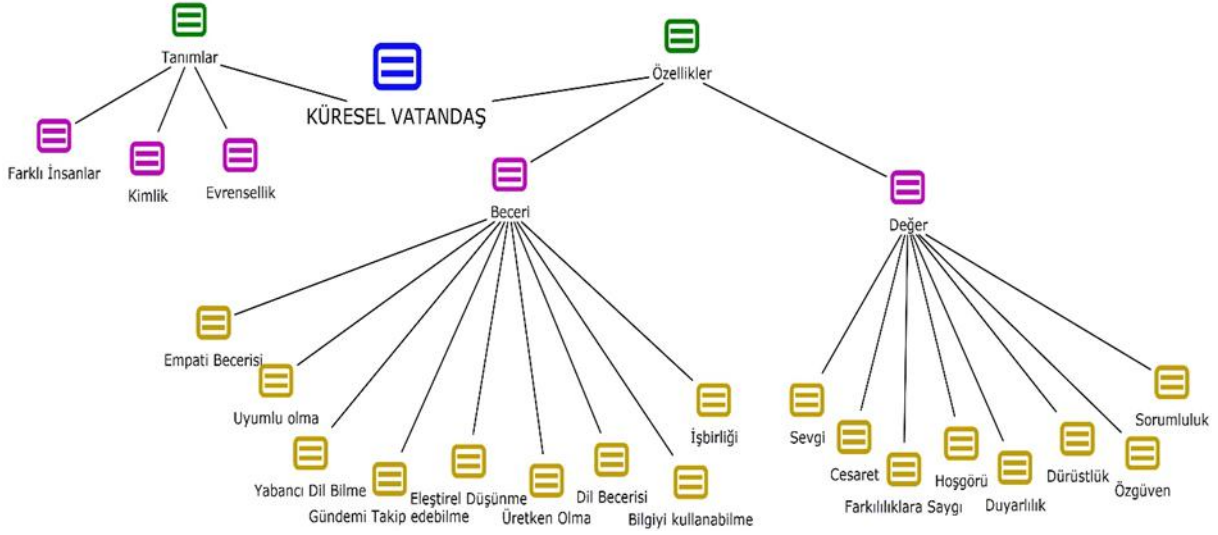 Tanımlar
Özellikler
KÜRESEL VATANDAŞ
Farklı İnsanlar
Kimlik
Evrensellik
Beceri
Değer
Empati Becerisi
Uyumlu olma
Yabancı Dil Bilme
Gündemi Takip edebilme
Eleştirel Düşünme
Üretken Olma
Dil Becerisi
Bilgiyi kullanabilme
İşbirliği
Sevgi
Cesaret
Farkılılıklara Saygı
Hoşgörü
Duyarlılık
Dürüstlük
Özgüven
Sorumluluk